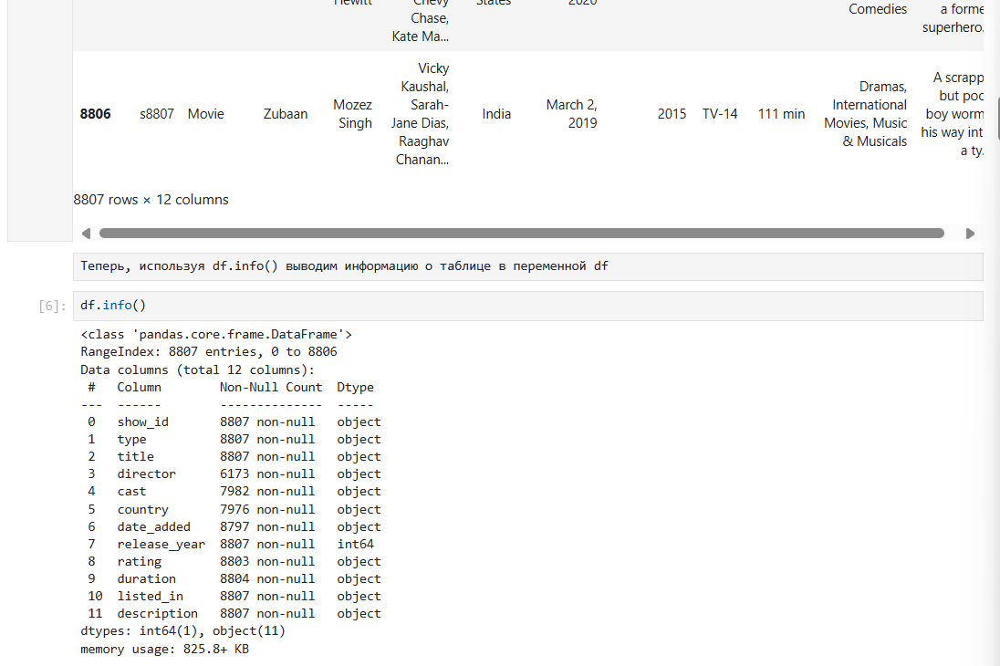 Chase,
Kate Ma...
States
2020
Comedies
superhero.
8806 s8807 Movie Zubaan Mozez Singh Vicky Kaushal, Sarah-Jane Dias, Raaghav Chanan... India March 2, 2019 2015 TV-14 111 min Dramas, International Movies, Music & Musicals A scrapp but poo boy worm his way int a ty.
8807 rows × 12 columns
Теперь, используя df.info() выводим информацию о таблице в переменной df
[6]: df.info()
<class 'pandas.core.frame.DataFrame'>
RangeIndex: 8807 entries, 0 to 8806
Data columns (total 12 columns):
# Column Non-Null Count Dtype
--- ------ -------------- -----
0 show_id 8807 non-null object
1 type 8807 non-null object
2 title 8807 non-null object
3 director 6173 non-null object
4 cast 7982 non-null object
5 country 7976 non-null object
6 date_added 8797 non-null object
7 release_year 8807 non-null int64
8 rating 8803 non-null object
9 duration 8804 non-null object
10 listed_in 8807 non-null object
11 description 8807 non-null object
dtypes: int64(1), object(11)
memory usage: 825.8+ KB